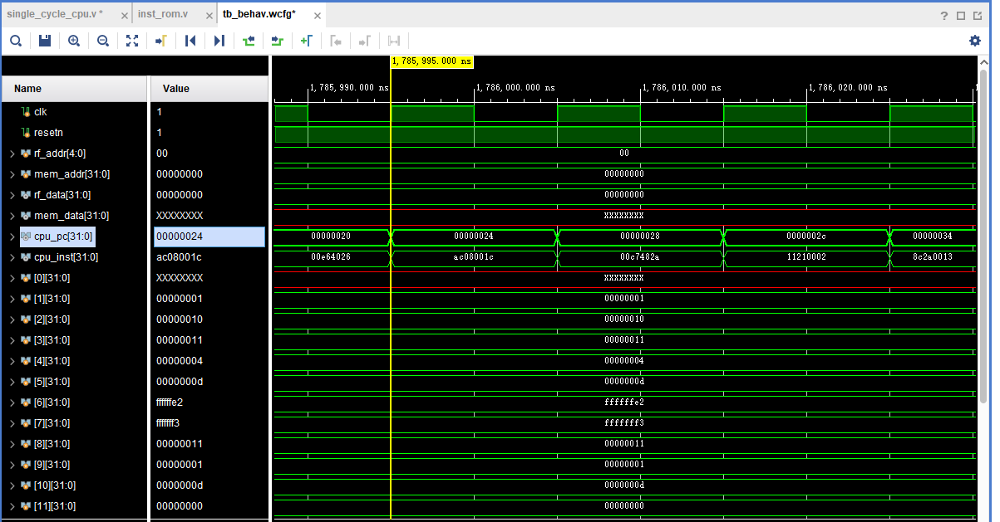 single_cycle_cpu.v * × inst_rom.v × tb_behav.wcfg* × ?
1,785,995.000 ns
Name Value 1,785,990.000 ns 1,786,000.000 ns 1,786,010.000 ns 1,786,020.000 ns
clk 1
resetn 1
rf_addr[4:0] 00 00
mem_addr[31:0] 00000000 00000000
rf_data[31:0] 00000000 00000000
mem_data[31:0] XXXXXXXX XXXXXXXX
cpu_pc[31:0] 00000024 00000020 00000024 00000028 0000002c 00000034
cpu_inst[31:0] ac08001c 00e64026 ac08001c 00c7482a 11210002 8c2a0013
[0][31:0] XXXXXXXX XXXXXXXX
[1][31:0] 00000001 00000001
[2][31:0] 00000010 00000010
[3][31:0] 00000011 00000011
[4][31:0] 00000004 00000004
[5][31:0] 0000000d 0000000d
[6][31:0] ffffffe2 ffffffe2
[7][31:0] fffffff3 fffffff3
[8][31:0] 00000011 00000011
[9][31:0] 00000001 00000001
[10][31:0] 0000000d 0000000d
[11][31:0] 00000000 00000000